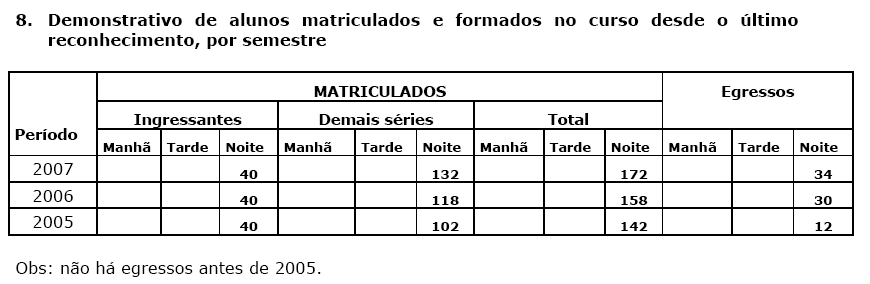 8. Demonstrativo de alunos matriculados e formados no curso desde o último
reconhecimento, por semestre
MATRICULADOS Egressos
Ingressantes Demais séries Total
Período
Manhã Tarde Noite Manhã Tarde Noite Manhã Tarde Noite Manhã Tarde Noite
2007 40 132 172 34
2006 40 118 158 30
2005 40 102 142 12
Obs: não há egressos antes de 2005.